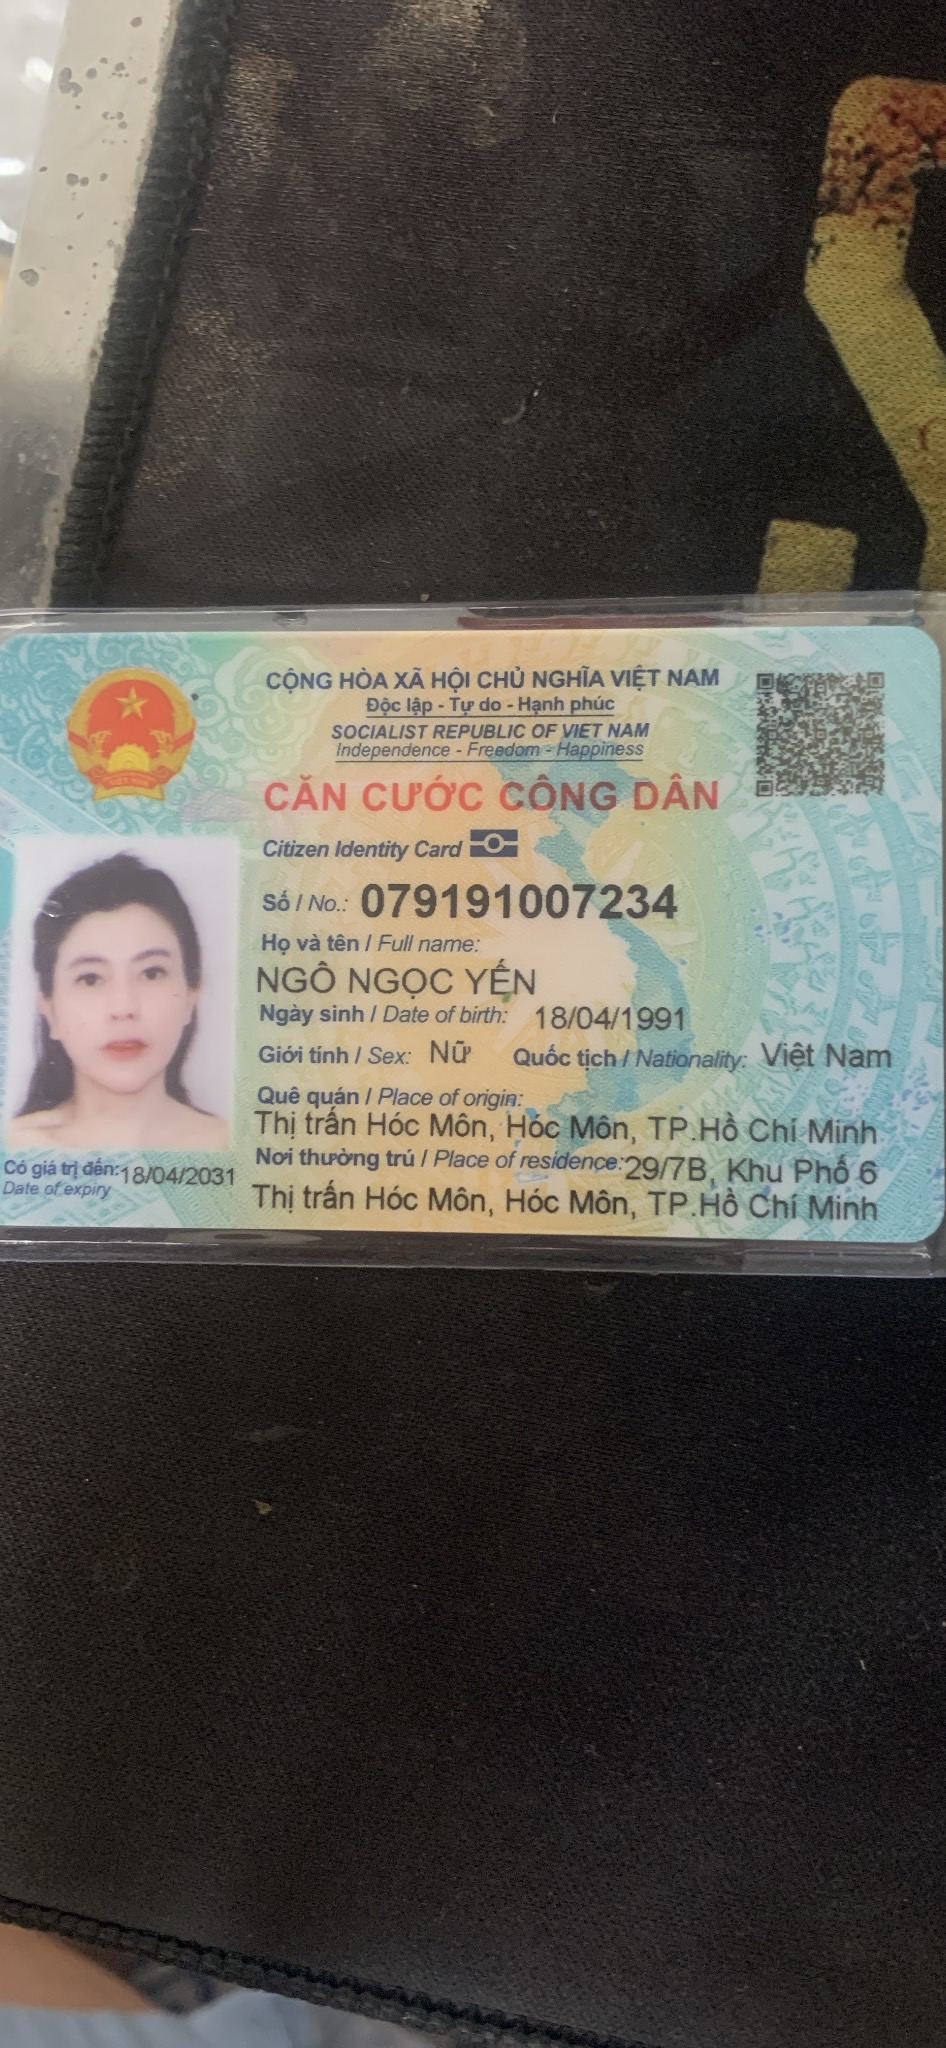 CỘNG HÒA XÃ HỘI CHỦ NGHĨA VIỆT NAM
Độc lập - Tự do - Hạnh phúc
SOCIALIST REPUBLIC OF VIET NAM
Independence - Freedom - Happiness
CĂN CƯỚC CÔNG DÂN
Citizen Identity Card
Số / No.: 079191007234
Họ và tên / Full name:
NGÔ NGỌC YẾN
Ngày sinh / Date of birth: 18/04/1991
Giới tính / Sex: Nữ Quốc tịch / Nationality: Việt Nam
Quê quán / Place of origin:
Thị trấn Hóc Môn, Hóc Môn, TP.Hồ Chí Minh
Nơi thường trú / Place of residence: 29/7B, Khu Phố 6
Thị trấn Hóc Môn, Hóc Môn, TP.Hồ Chí Minh
Có giá trị đến: 18/04/2031
Date of expiry